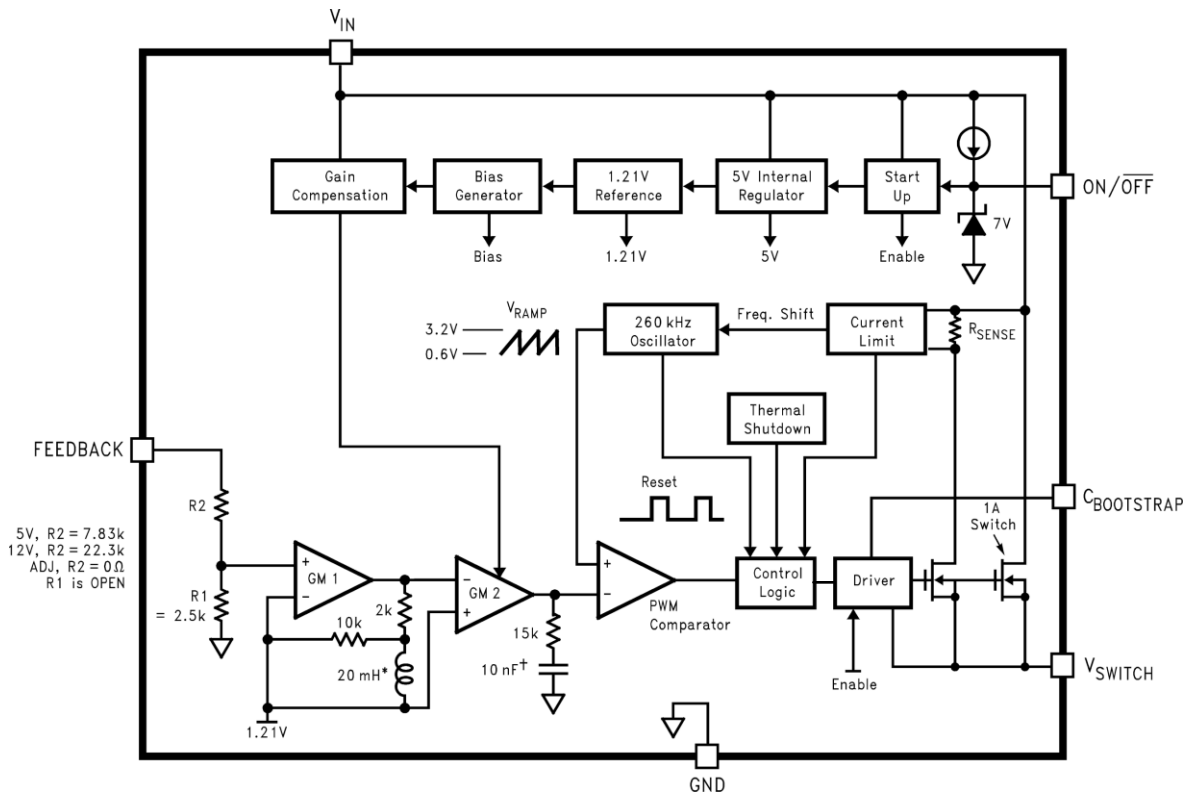 VIN
Gain
Compensation
Bias
Generator
1.21V
Reference
5V Internal
Regulator
Start
Up
ON/O̅F̅F̅
7V
Bias
1.21V
5V
Enable
VRAMP
3.2V
0.6V
260 kHz
Oscillator
Freq. Shift
Current
Limit
RSENSE
Thermal
Shutdown
FEEDBACK
R2
Reset
CBOOTSTRAP
1A
Switch
5V, R2 = 7.83k
12V, R2 = 22.3k
ADJ, R2 = 0Ω
R1 is OPEN
R1
= 2.5k
+
GM 1
−
2k
10k
20 mH*
1.21V
−
GM 2
+
15k
10 nF†
+
−
PWM
Comparator
Control
Logic
Driver
Enable
VSWITCH
GND